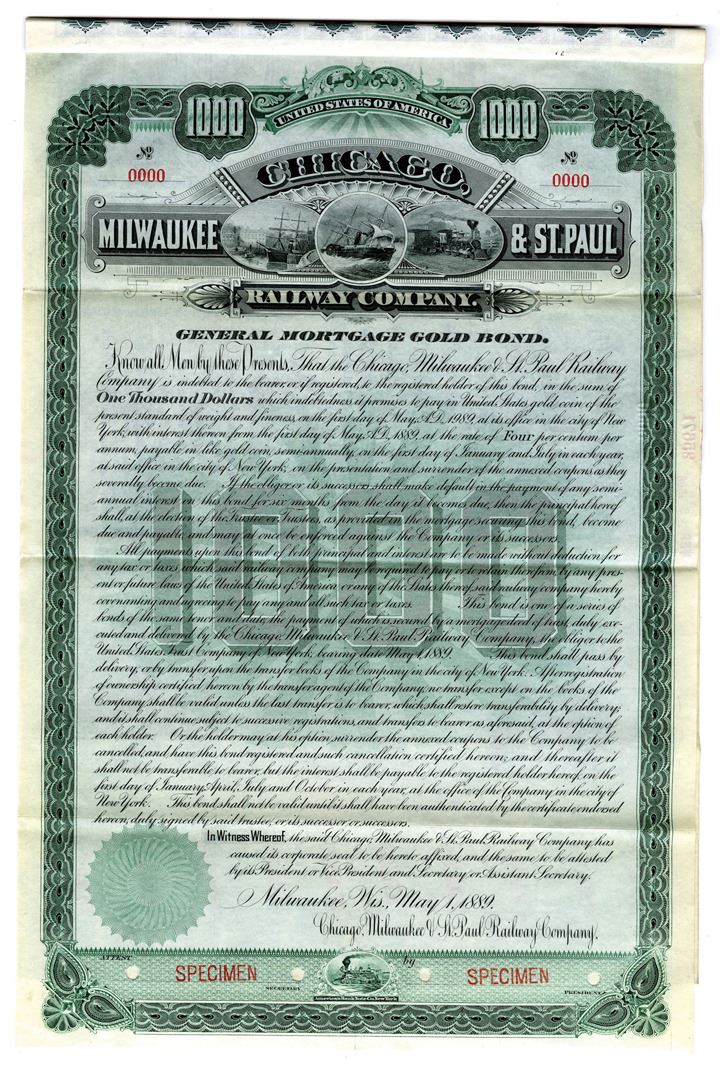 1000 UNITED STATES OF AMERICA 1000
No 0000 No 0000
CHICAGO,
MILWAUKEE & ST. PAUL
RAILWAY COMPANY.
GENERAL MORTGAGE GOLD BOND.
Know all Men by these Presents, That the Chicago, Milwaukee & St. Paul Railway
Company is indebted to the bearer, or if registered, to the registered holder of this bond, in the sum of
One Thousand Dollars which indebtedness it promises to pay in United States gold coin of the
present standard of weight and fineness, on the first day of May, A.D. 1989, at its office in the city of New
York, with interest thereon from the first day of May, A.D. 1889, at the rate of Four per centum per
annum, payable in like gold coin, semi-annually, on the first day of January and July in each year,
at said office in the city of New York, on the presentation and surrender of the annexed coupons as they
severally become due. If the obligor or its successor, shall make default in the payment of any semi-
annual interest on this bond for six months from the day it becomes due, then the principal hereof
shall, at the election of the Trustee or Trustees, as provided in the mortgage securing this bond, become
due and payable, and may at once be enforced against the Company or its successors.
All payments upon this bond of both principal and interest are to be made without deduction for
any tax or taxes which said railway company may be required to pay or to retain therefrom by any pres-
ent or future laws of the United States of America or any of the States thereof, said railway company hereby
covenanting and agreeing to pay any and all such tax or taxes. This bond is one of a series of
bonds of the same tenor and date, the payment of which is secured by a mortgage deed of trust, duly exe-
cuted and delivered by the Chicago, Milwaukee & St. Paul Railway Company, the obligor to the
United States Trust Company of New York, bearing date May 1, 1889. This bond shall pass by
delivery, or by transfer upon the transfer books of the Company in the city of New York. After registration
of ownership certified hereon by the transfer agent of the Company, no transfer except on the books of the
Company shall be valid unless the last transfer is to bearer, which shall restore transferability by delivery;
and it shall continue subject to successive registrations, and transfers to bearer as aforesaid, at the option of
each holder. Or the holder may at his option surrender the annexed coupons to the Company to be
cancelled, and have this bond registered and such cancellation certified hereon; and thereafter it
shall not be transferable to bearer, but the interest shall be payable to the registered holder hereof, on the
first day of January, April, July and October in each year, at the office of the Company in the city of
New York. This bond shall not be valid until it shall have been authenticated by the certificate endorsed
hereon, duly signed by said trustee, or its successor or successors.
In Witness Whereof, the said Chicago, Milwaukee & St. Paul Railway Company has
caused its corporate seal to be hereto affixed, and the same to be attested
by its President or Vice President and Secretary or Assistant Secretary.
Milwaukee, Wis., May 1, 1889.
Chicago, Milwaukee & St. Paul Railway Company.
ATTEST by
SPECIMEN SPECIMEN
SECRETARY PRESIDENT
American Bank Note Co. New York
1000